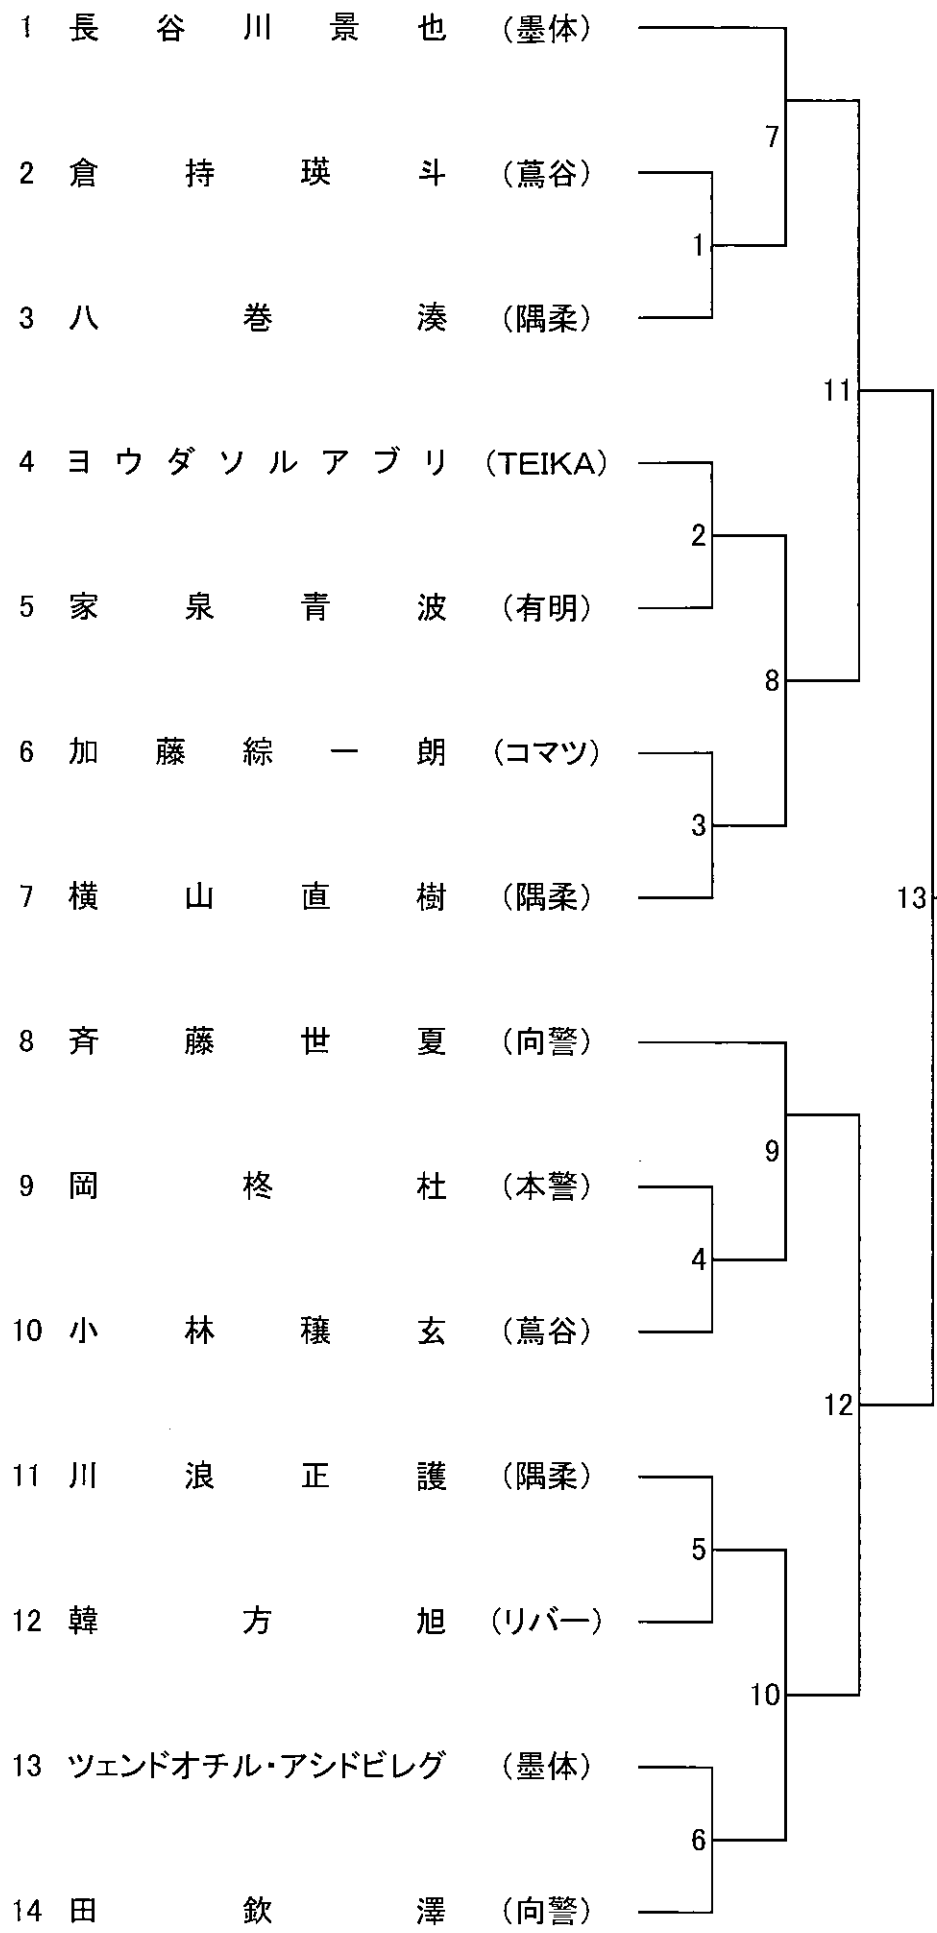 1 長谷川景也 (墨体)
7
2 倉持瑛斗 (蔦谷)
1
3 八巻湊 (隅柔)
11
4 ヨウダソルアブリ (TEIKA)
2
5 家泉青波 (有明)
8
6 加藤綜一朗 (コマツ)
3
7 横山直樹 (隅柔)
13
8 斉藤世夏 (向警)
9
9 岡柊杜 (本警)
4
10 小林穣玄 (蔦谷)
12
11 川浪正護 (隅柔)
5
12 韓方旭 (リバー)
10
13 ツェンドオチル・アシドビレグ (墨体)
6
14 田欽澤 (向警)